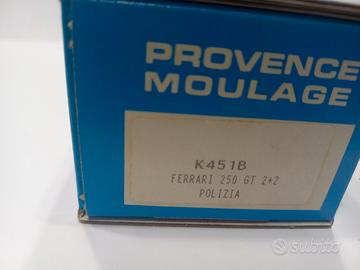 PROVENCE
MOULAGE
K451B
FERRARI 250 GT 2+2
POLIZIA
subito